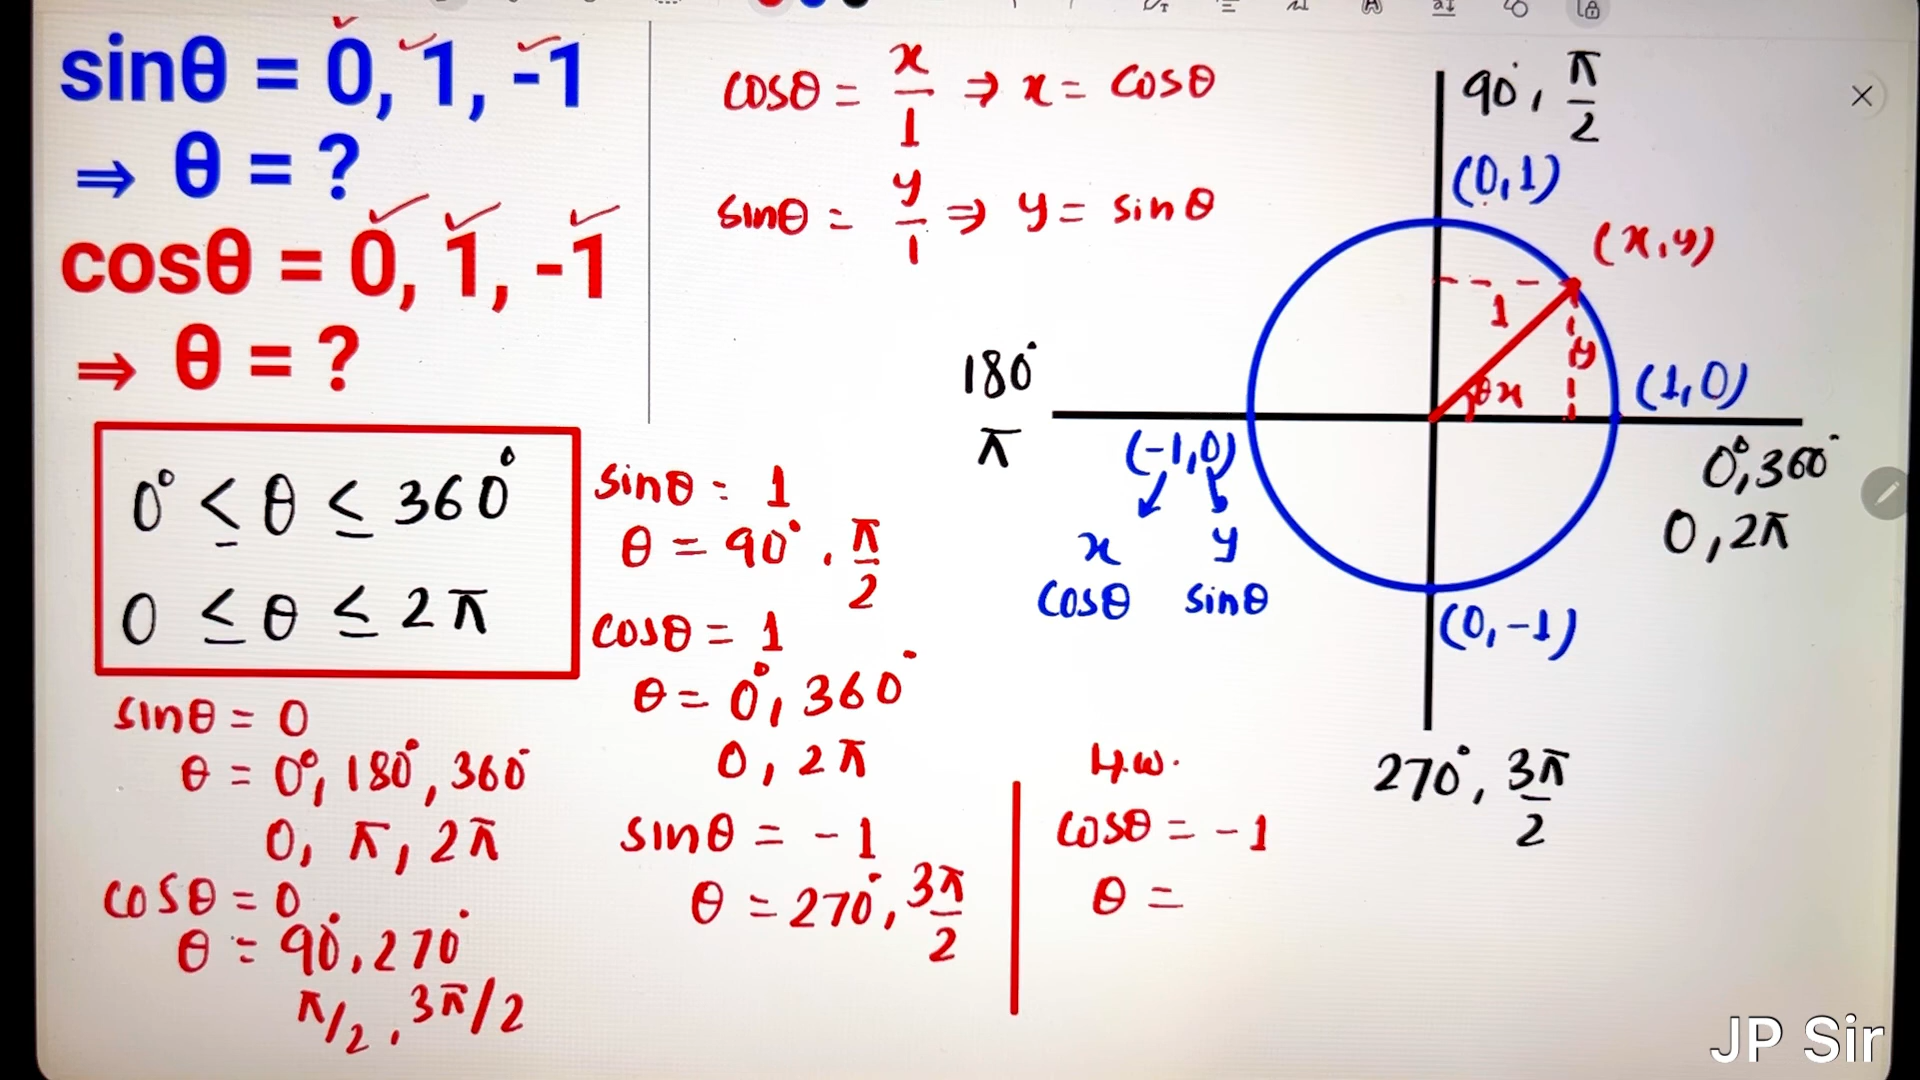 sinθ = 0, 1, -1
⇒ θ = ?
cosθ = 0, 1, -1
⇒ θ = ?
0° ≤ θ ≤ 360°
0 ≤ θ ≤ 2π
sinθ = 0
θ = 0°, 180°, 360°
0, π, 2π
cosθ = 0
θ = 90°, 270°
π/2, 3π/2
cosθ = x/1 ⇒ x = cosθ
sinθ = y/1 ⇒ y = sinθ
sinθ = 1
θ = 90°, π/2
cosθ = 1
θ = 0°, 360°
0, 2π
sinθ = -1
θ = 270°, 3π/2
H.W.
cosθ = -1
θ =
90°, π/2
(0,1)
(x,y)
1
y
θ x
(1,0)
180°
π
0°, 360°
0, 2π
(-1,0)
x y
cosθ sinθ
(0,-1)
270°, 3π/2
JP Sir